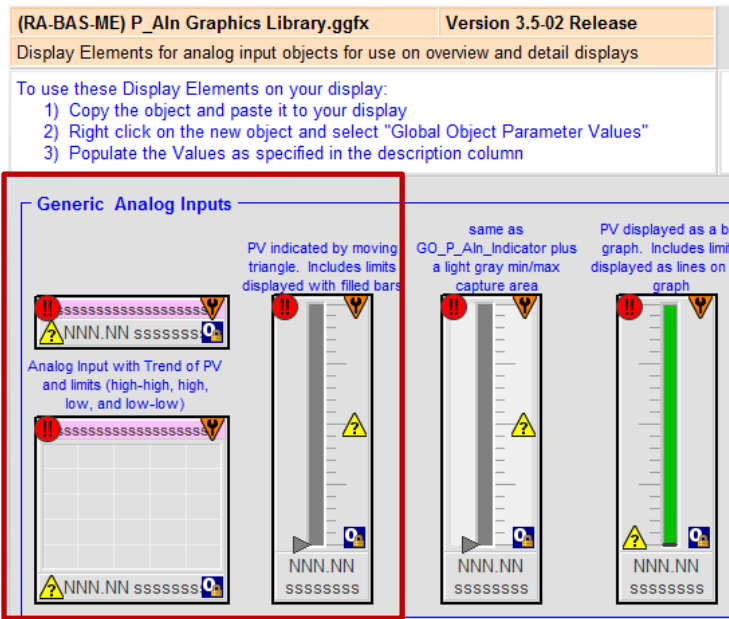 (RA-BAS-ME) P_AIn Graphics Library.ggfx
Version 3.5-02 Release
Display Elements for analog input objects for use on overview and detail displays
To use these Display Elements on your display:
1) Copy the object and paste it to your display
2) Right click on the new object and select "Global Object Parameter Values"
3) Populate the Values as specified in the description column
Generic Analog Inputs
ssssssssssssssssssss
NNN.NN sssssss
Analog Input with Trend of PV
and limits (high-high, high,
low, and low-low)
ssssssssssssssssssss
NNN.NN sssssss
PV indicated by moving
triangle. Includes limits
displayed with filled bars
NNN.NN
ssssssss
same as
GO_P_AIn_Indicator plus
a light gray min/max
capture area
NNN.NN
ssssssss
PV displayed as a b
graph. Includes limi
displayed as lines on
graph
NNN.NN
ssssssss